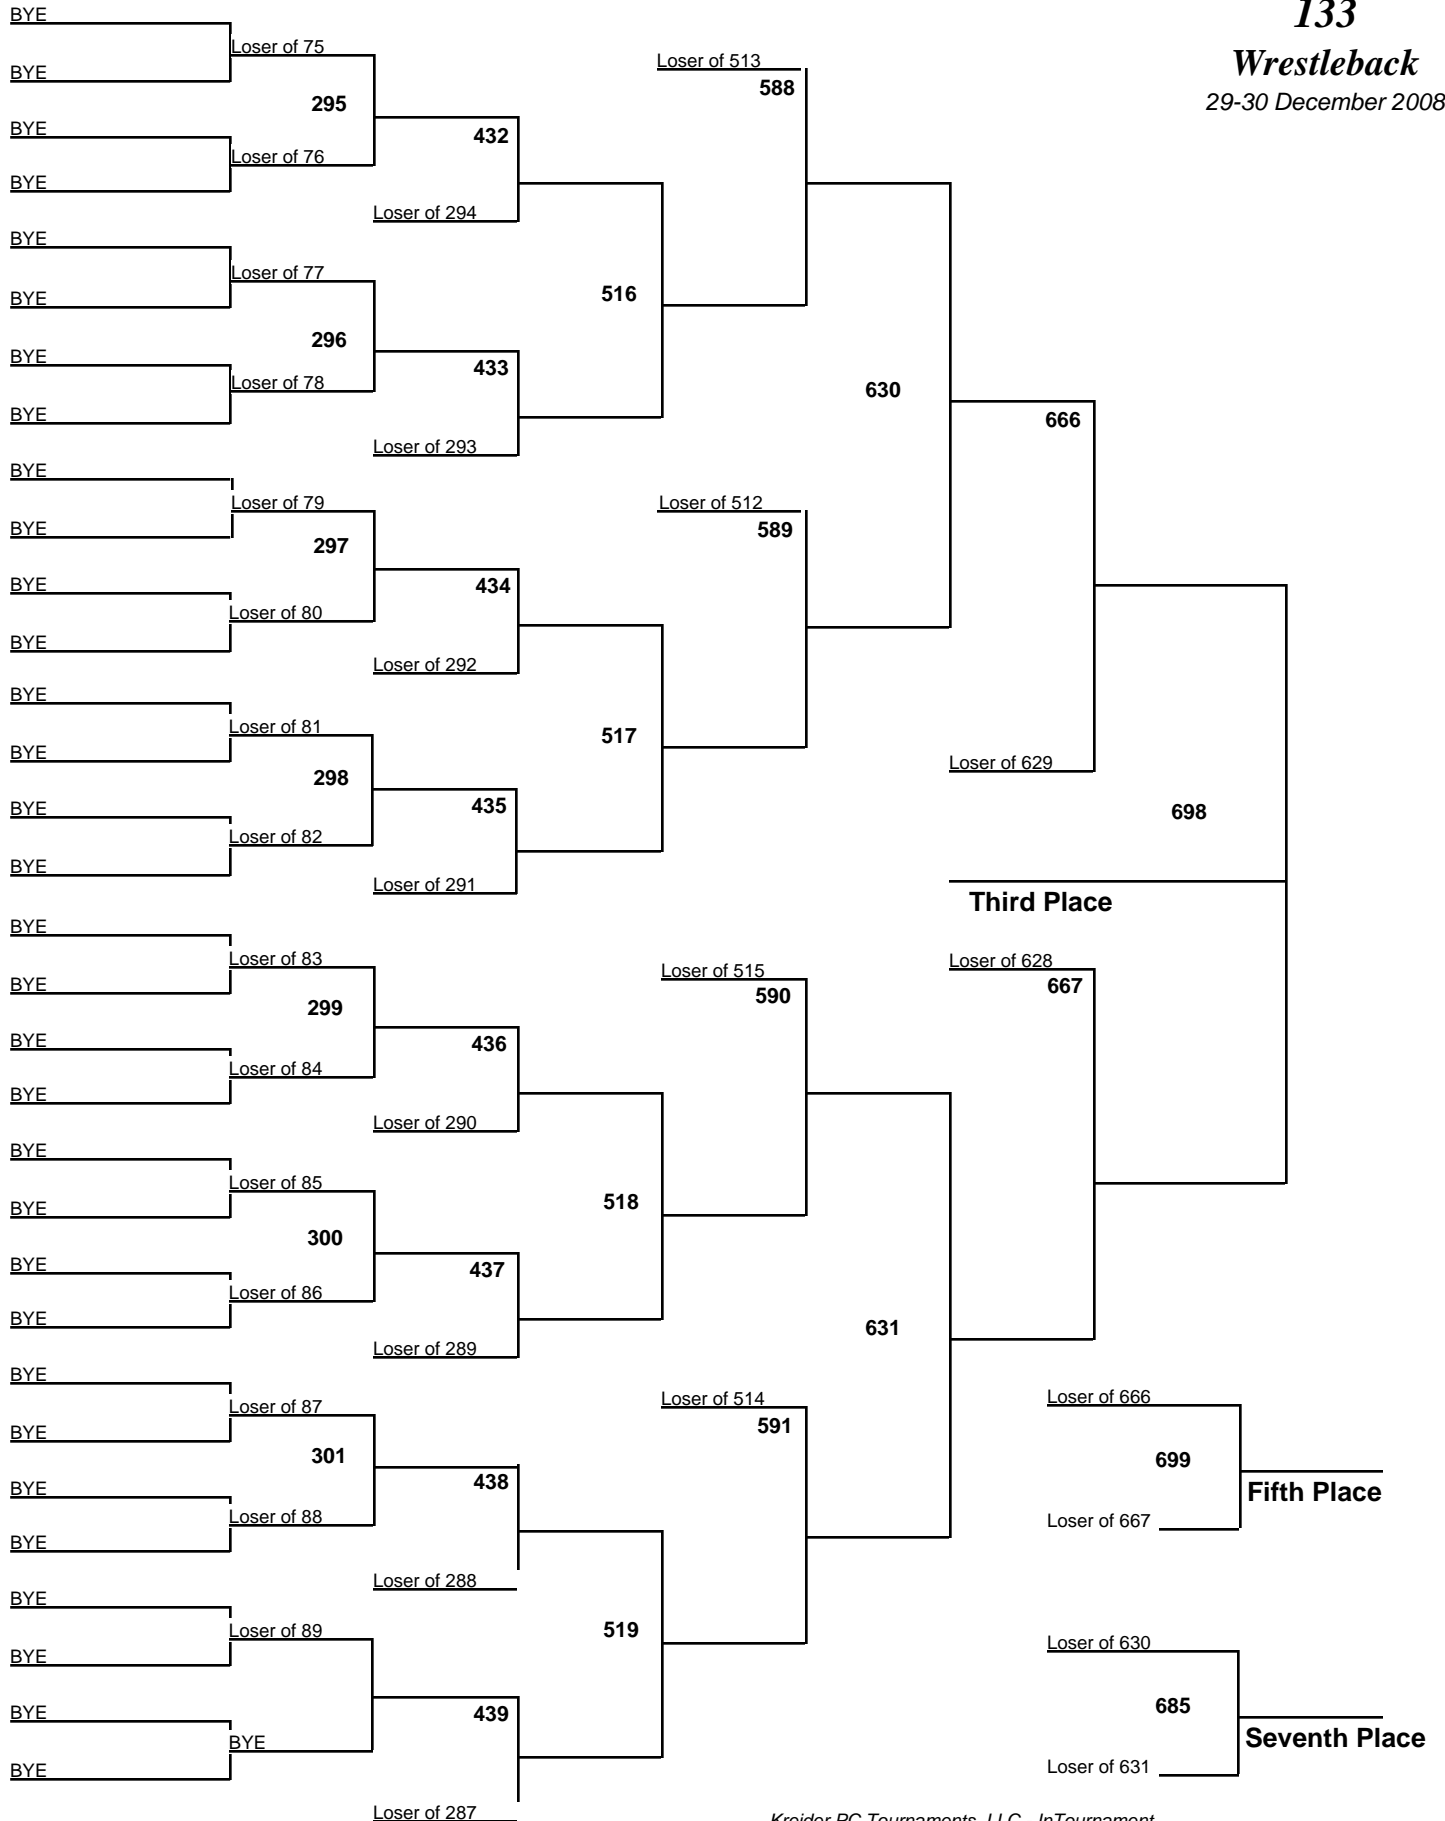 133
Wrestleback
29-30 December 2008
BYE
Loser of 75
BYE
295
BYE
Loser of 76
BYE
432
Loser of 294
BYE
Loser of 77
BYE
296
BYE
Loser of 78
BYE
433
Loser of 293
516
Loser of 513
588
BYE
Loser of 79
BYE
297
BYE
Loser of 80
BYE
434
Loser of 292
BYE
Loser of 81
BYE
298
BYE
Loser of 82
BYE
435
Loser of 291
517
Loser of 512
589
630
666
Loser of 629
698
Third Place
BYE
Loser of 83
BYE
299
BYE
Loser of 84
BYE
436
Loser of 290
BYE
Loser of 85
BYE
300
BYE
Loser of 86
BYE
437
Loser of 289
518
Loser of 515
590
Loser of 628
667
BYE
Loser of 87
BYE
301
BYE
Loser of 88
BYE
438
Loser of 288
BYE
Loser of 89
BYE
BYE
BYE
BYE
439
Loser of 287
519
Loser of 514
591
631
Loser of 666
699
Fifth Place
Loser of 667
Loser of 630
685
Seventh Place
Loser of 631
Kreider PC Tournaments, LLC - InTournament